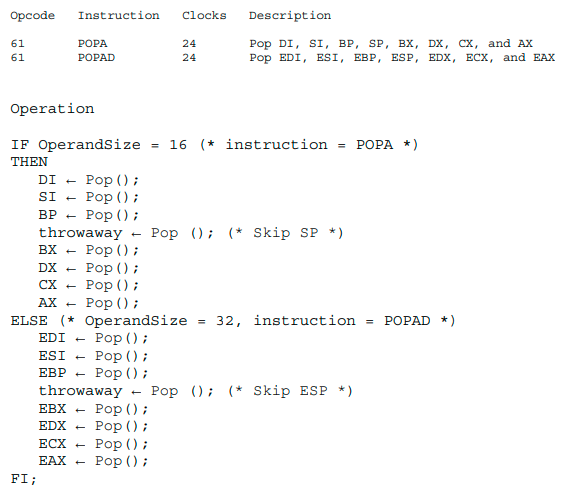 Opcode Instruction Clocks Description
61 POPA 24 Pop DI, SI, BP, SP, BX, DX, CX, and AX
61 POPAD 24 Pop EDI, ESI, EBP, ESP, EDX, ECX, and EAX
Operation
IF OperandSize = 16 (* instruction = POPA *)
THEN
DI ← Pop();
SI ← Pop();
BP ← Pop();
throwaway ← Pop (); (* Skip SP *)
BX ← Pop();
DX ← Pop();
CX ← Pop();
AX ← Pop();
ELSE (* OperandSize = 32, instruction = POPAD *)
EDI ← Pop();
ESI ← Pop();
EBP ← Pop();
throwaway ← Pop (); (* Skip ESP *)
EBX ← Pop();
EDX ← Pop();
ECX ← Pop();
EAX ← Pop();
FI;